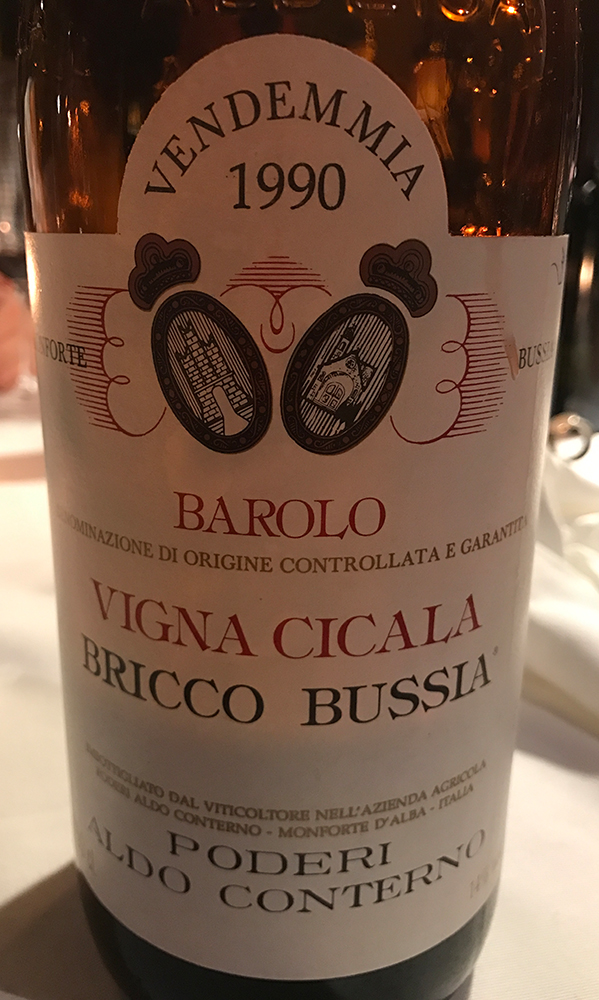 VENDEMMIA
1990
BUSSIA
BAROLO
DENOMINAZIONE DI ORIGINE CONTROLLATA E GARANTITA
VIGNA CICALA
BRICCO BUSSIA®
IMBOTTIGLIATO DAL VITICOLTORE NELL'AZIENDA AGRICOLA
PODERI ALDO CONTERNO - MONFORTE D'ALBA - ITALIA
PODERI
ALDO CONTERNO